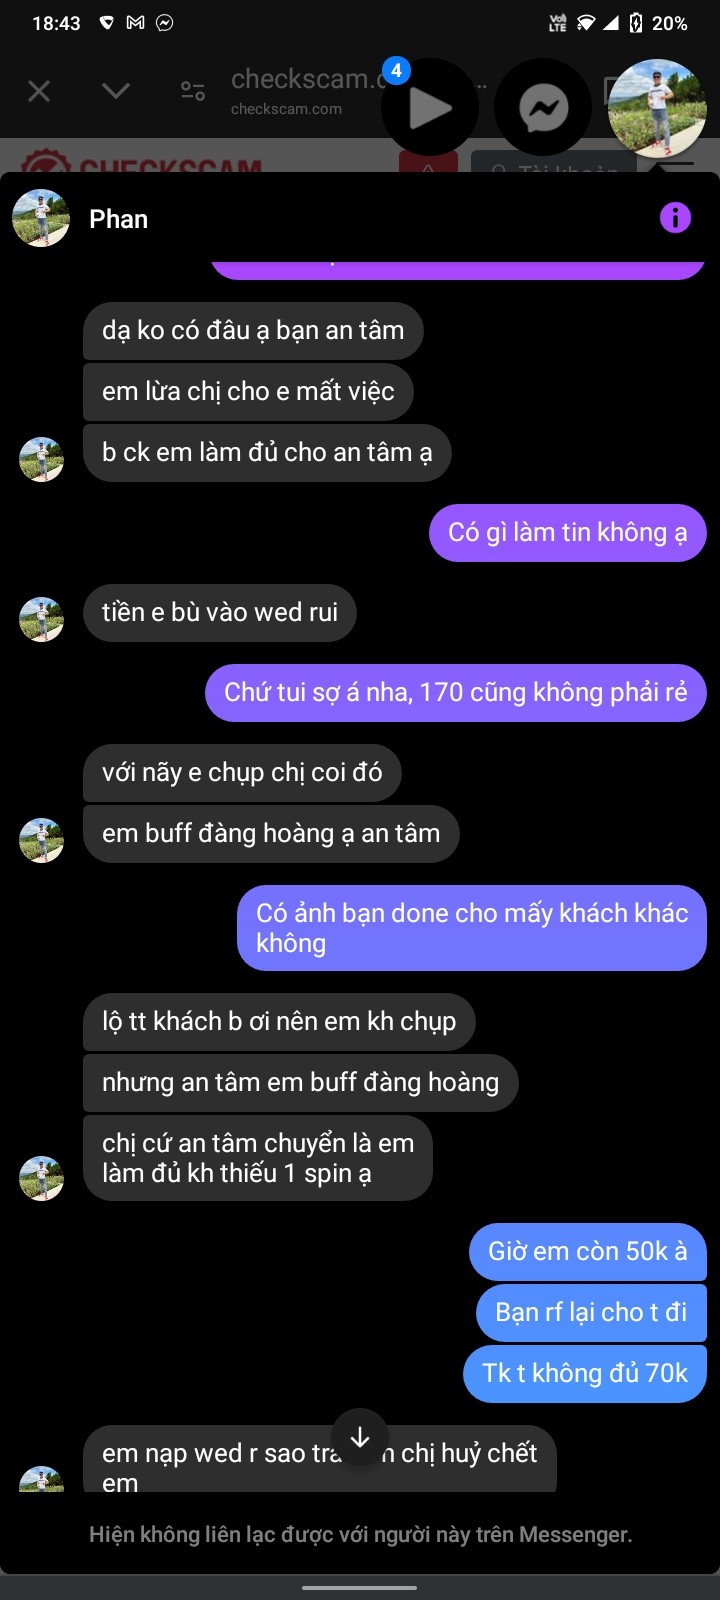 18:43
VoLTE
20%
4
checkscam.c
checkscam.com
CHECKSCAM
Tài khoản
Phan
dạ ko có đâu ạ bạn an tâm
em lừa chị cho e mất việc
b ck em làm đủ cho an tâm ạ
Có gì làm tin không ạ
tiền e bù vào wed rui
Chứ tui sợ á nha, 170 cũng không phải rẻ
với nãy e chụp chị coi đó
em buff đàng hoàng ạ an tâm
Có ảnh bạn done cho mấy khách khác
không
lộ tt khách b ơi nên em kh chụp
nhưng an tâm em buff đàng hoàng
chị cứ an tâm chuyển là em
làm đủ kh thiếu 1 spin ạ
Giờ em còn 50k à
Bạn rf lại cho t đi
Tk t không đủ 70k
em nạp wed r sao chị huỷ chết
em
Hiện không liên lạc được với người này trên Messenger.